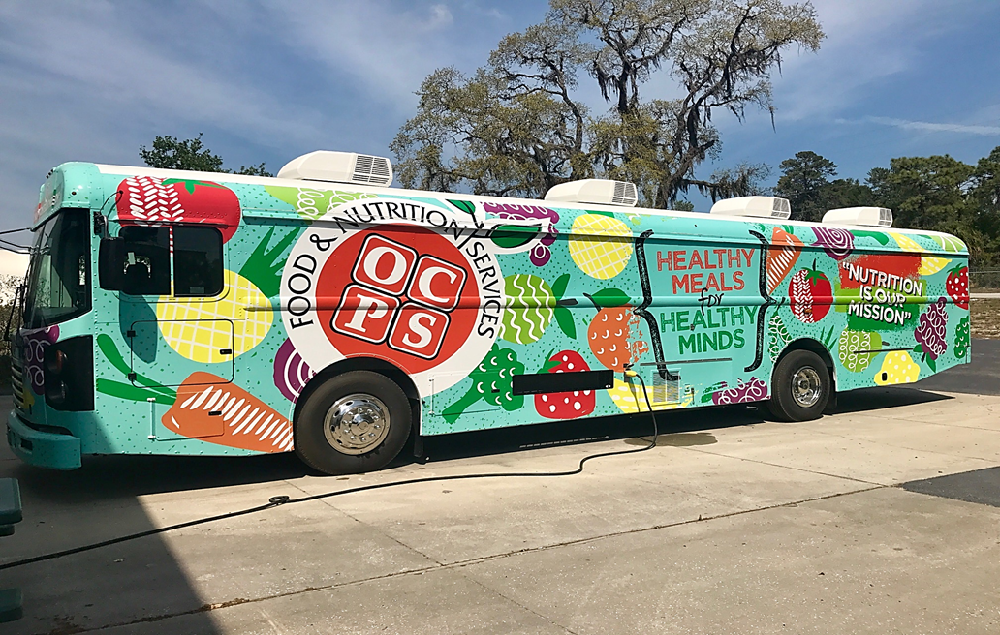 FOOD & NUTRITION SERVICES
OC
PS
HEALTHY
MEALS
for
HEALTHY
MINDS
"NUTRITION
IS OUR
MISSION"